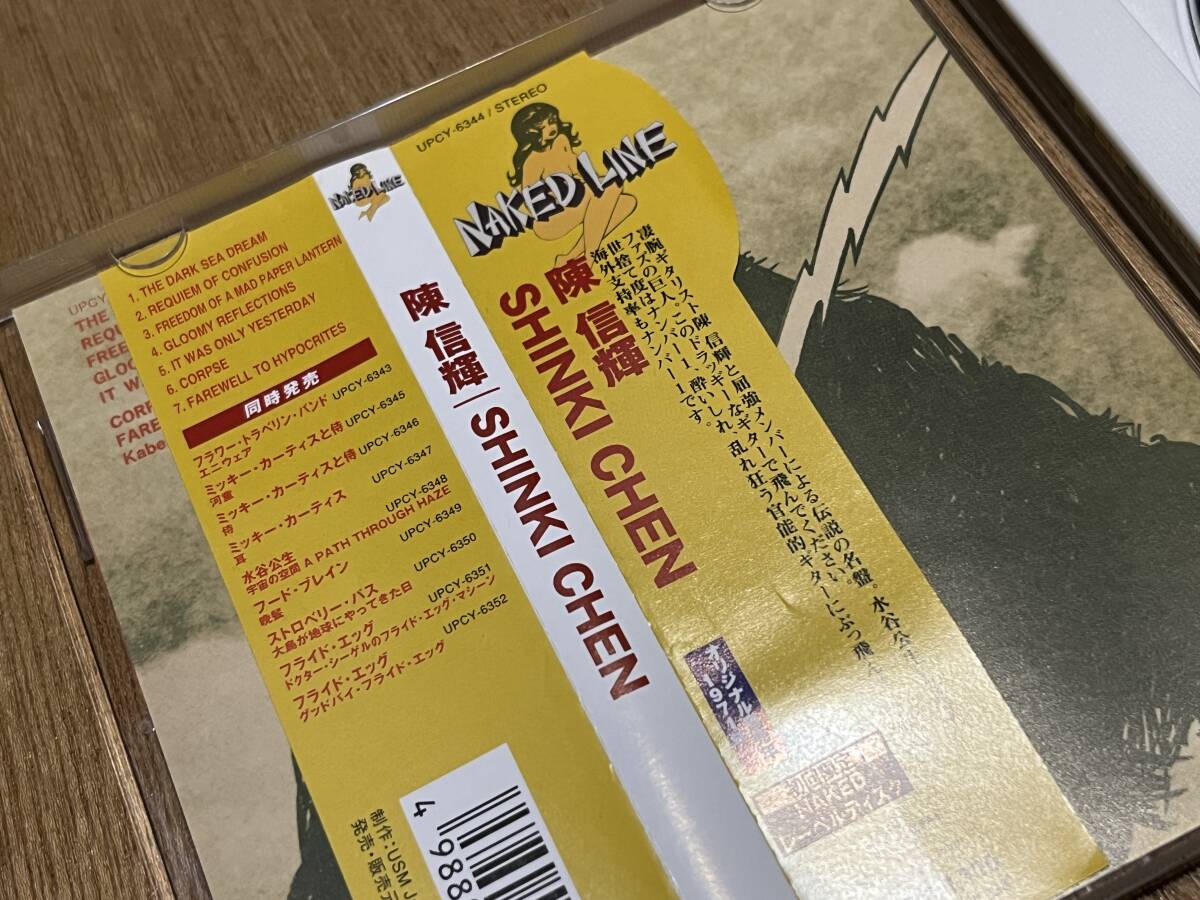 UPCY-6344 / STEREO
NAKED LINE
陳 信輝
SHINKI CHEN
凄腕ギタリスト陳 信輝と屈強メンバーによる伝説の名盤。水谷公生
ファズの巨人。このドラッギーなギターで飛んでください。
世捨て度はナンバー1、酔いしれ、乱れ狂う官能的ギターにぶっ飛
海外支持率もナンバー1です。
オリジナル
初回限定
NAKED
NAKED LINE
陳 信輝 | SHINKI CHEN
1. THE DARK SEA DREAM
2. REQUIEM OF CONFUSION
3. FREEDOM OF A MAD PAPER LANTERN
4. GLOOMY REFLECTIONS
5. IT WAS ONLY YESTERDAY
6. CORPSE
7. FAREWELL TO HYPOCRITES
同時発売
フラワー・トラベリン・バンド UPCY-6343
エニウェア
ミッキー・カーティスと侍 UPCY-6345
河童
ミッキー・カーティスと侍 UPCY-6346
侍
ミッキー・カーティス UPCY-6347
耳
水谷公生 UPCY-6348
宇宙の空間 A PATH THROUGH HAZE
フード・ブレイン UPCY-6349
晩餐
ストロベリー・パス UPCY-6350
大烏が地球にやってきた日
フライド・エッグ UPCY-6351
ドクター・シーゲルのフライド・エッグ・マシーン
フライド・エッグ UPCY-6352
グッドバイ・フライド・エッグ
制作：USM J
発売・販売元
4 988
UPCY
THE
REQU
FREE
GLOO
IT WAS
CORP
FARE
Kabe